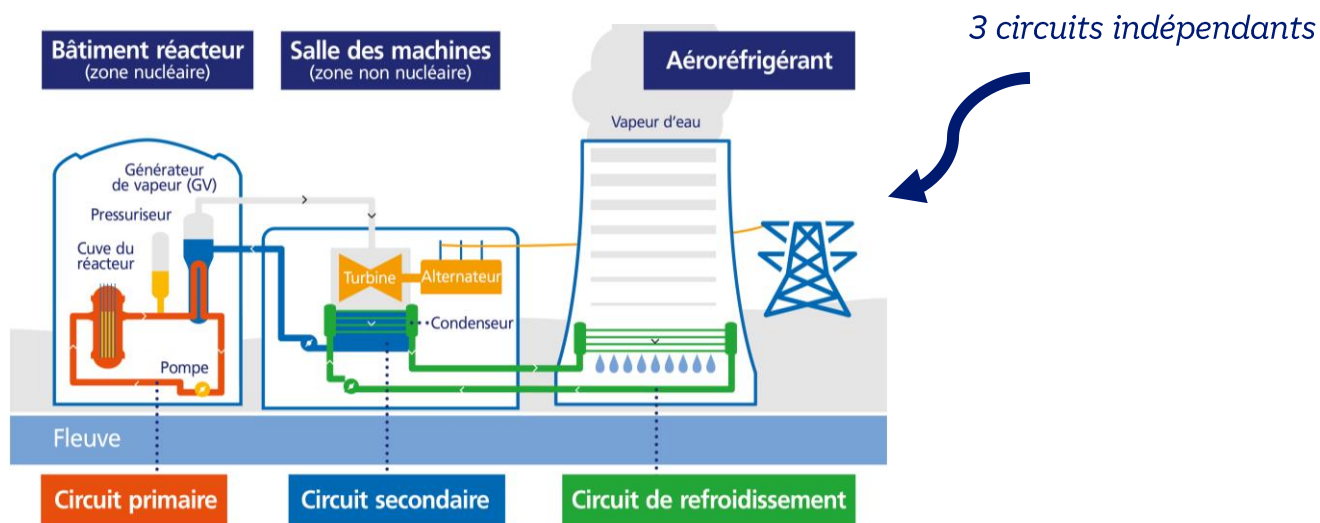 3 circuits indépendants
Bâtiment réacteur
(zone nucléaire)
Salle des machines
(zone non nucléaire)
Aéroréfrigérant
Vapeur d'eau
Générateur
de vapeur (GV)
Pressuriseur
Cuve du
réacteur
Turbine
Alternateur
Condenseur
Pompe
Fleuve
Circuit primaire
Circuit secondaire
Circuit de refroidissement